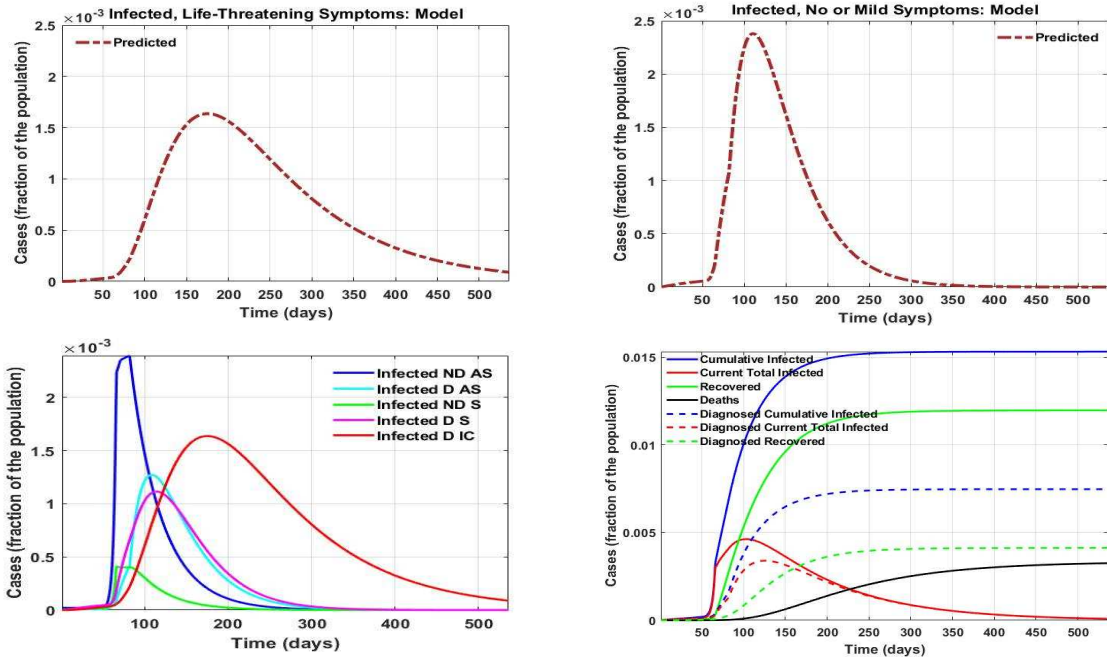 Infected, Life-Threatening Symptoms: Model
×10-3
Predicted
2.5
2
1.5
1
0.5
0
Cases (fraction of the population)
50 100 150 200 250 300 350 400 450 500
Time (days)
Infected, No or Mild Symptoms: Model
×10-3
Predicted
2.5
2
1.5
1
0.5
0
Cases (fraction of the population)
50 100 150 200 250 300 350 400 450 500
Time (days)
×10-3
Infected ND AS
Infected D AS
Infected ND S
Infected D S
Infected D IC
2
1.5
1
0.5
0
Cases (fraction of the population)
100 200 300 400 500
Time (days)
Cumulative Infected
Current Total Infected
Recovered
Deaths
Diagnosed Cumulative Infected
Diagnosed Current Total Infected
Diagnosed Recovered
0.015
0.01
0.005
0
Cases (fraction of the population)
50 100 150 200 250 300 350 400 450 500
Time (days)